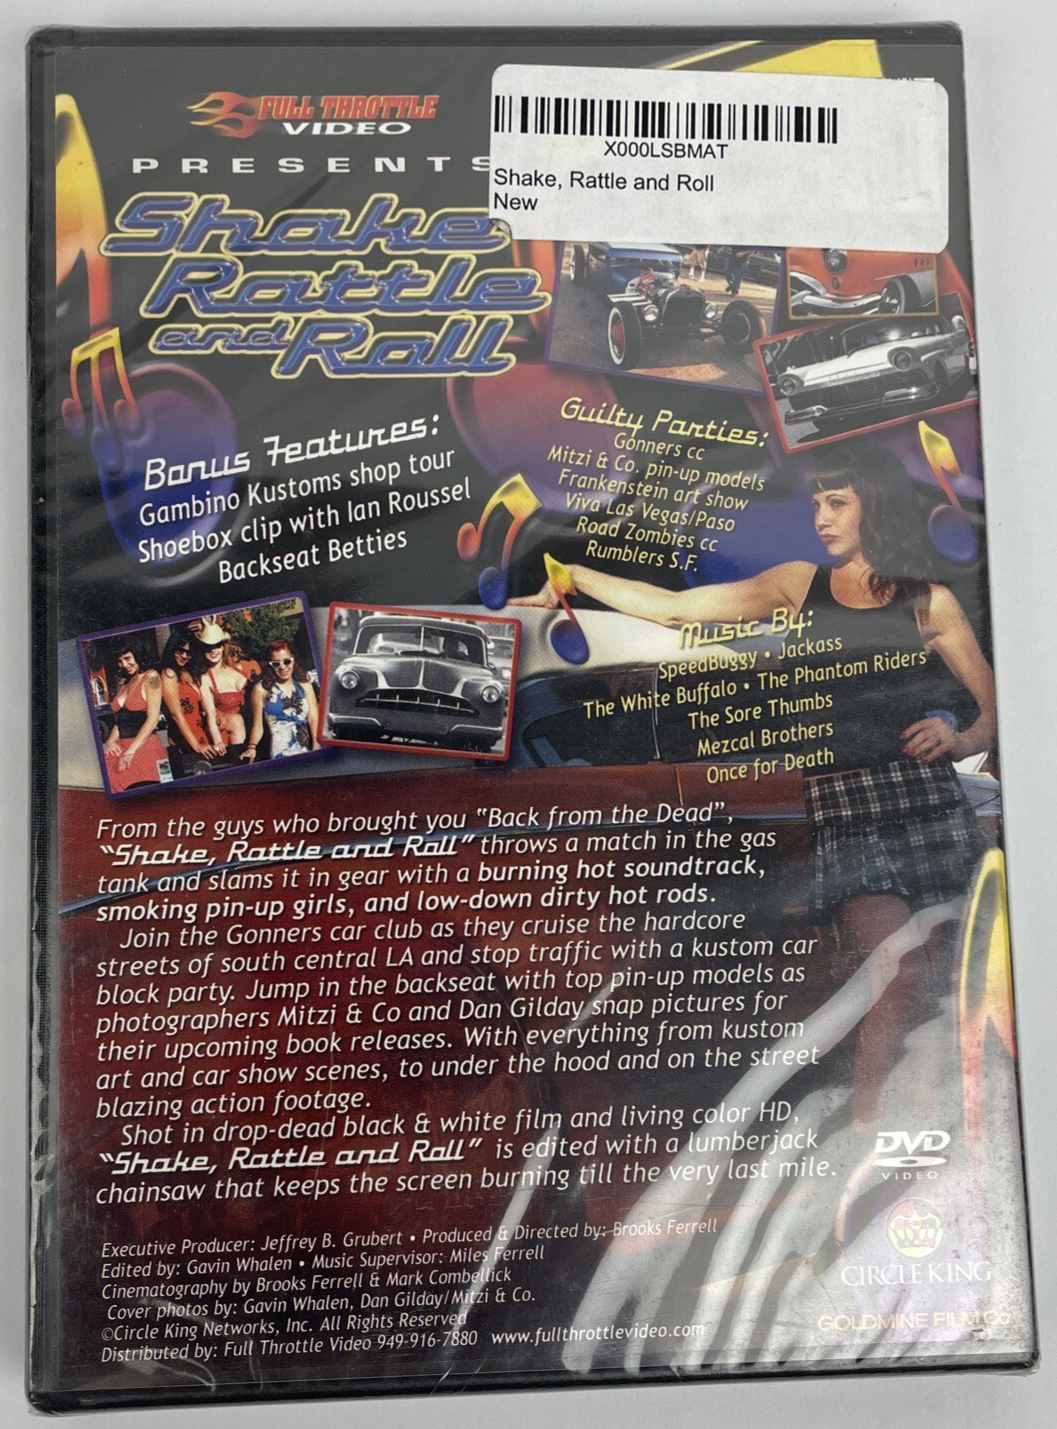 FULL THROTTLE
VIDEO
PRESENTS
X000LSBMAT
Shake, Rattle and Roll
New
Shake
Rattle
and Roll
Bonus Features:
Gambino Kustoms shop tour
Shoebox clip with Ian Roussel
Backseat Betties
Guilty Parties:
Gonners cc
Mitzi & Co. pin-up models
Frankenstein art show
Viva Las Vegas/Paso
Road Zombies cc
Rumblers S.F.
Music By:
SpeedBuggy • Jackass
The White Buffalo • The Phantom Riders
The Sore Thumbs
Mezcal Brothers
Once for Death
From the guys who brought you "Back from the Dead",
"Shake, Rattle and Roll" throws a match in the gas
tank and slams it in gear with a burning hot soundtrack,
smoking pin-up girls, and low-down dirty hot rods.
Join the Gonners car club as they cruise the hardcore
streets of south central LA and stop traffic with a kustom car
block party. Jump in the backseat with top pin-up models as
photographers Mitzi & Co and Dan Gilday snap pictures for
their upcoming book releases. With everything from kustom
art and car show scenes, to under the hood and on the street
blazing action footage.
Shot in drop-dead black & white film and living color HD,
"Shake, Rattle and Roll" is edited with a lumberjack
chainsaw that keeps the screen burning till the very last mile.
DVD
VIDEO
Executive Producer: Jeffrey B. Grubert • Produced & Directed by: Brooks Ferrell
Edited by: Gavin Whalen • Music Supervisor: Miles Ferrell
Cinematography by Brooks Ferrell & Mark Combellick
Cover photos by: Gavin Whalen, Dan Gilday/Mitzi & Co.
©Circle King Networks, Inc. All Rights Reserved
Distributed by: Full Throttle Video 949-916-7880 www.fullthrottlevideo.com
CIRCLE KING
GOLDMINE FILM CO